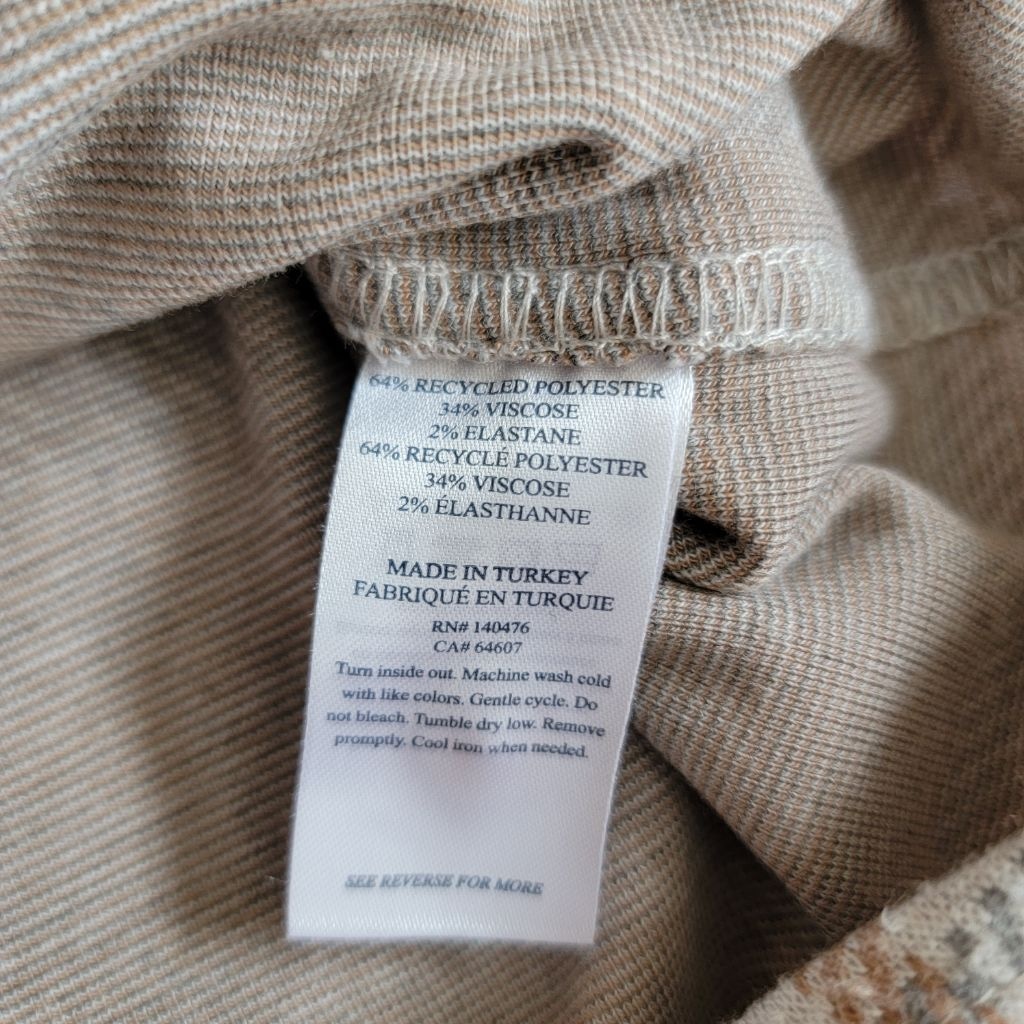 64% RECYCLED POLYESTER
34% VISCOSE
2% ELASTANE
64% RECYCLÉ POLYESTER
34% VISCOSE
2% ÉLASTHANNE
MADE IN TURKEY
FABRIQUÉ EN TURQUIE
RN# 140476
CA# 64607
Turn inside out. Machine wash cold
with like colors. Gentle cycle. Do
not bleach. Tumble dry low. Remove
promptly. Cool iron when needed.
SEE REVERSE FOR MORE